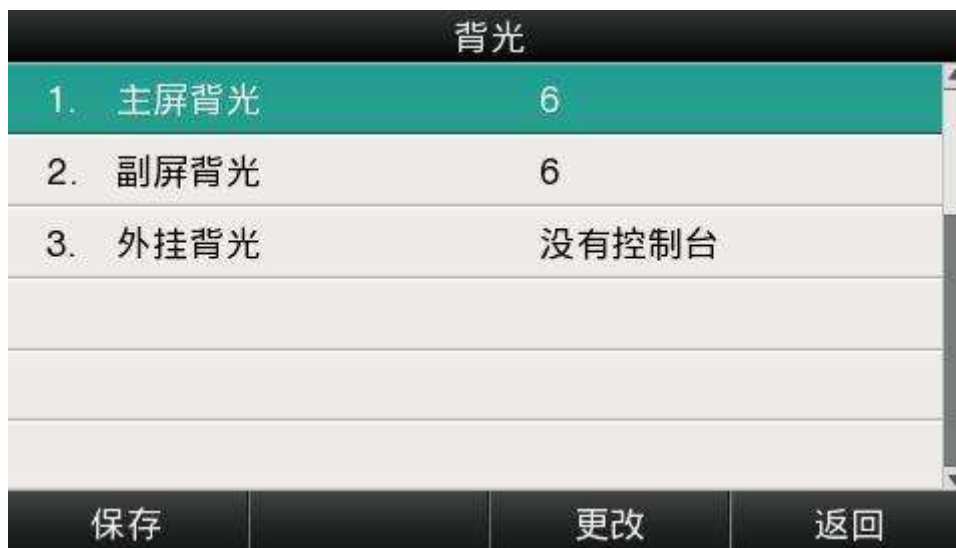 背光
1. 主屏背光 6
2. 副屏背光 6
3. 外挂背光 没有控制台
保存 更改 返回